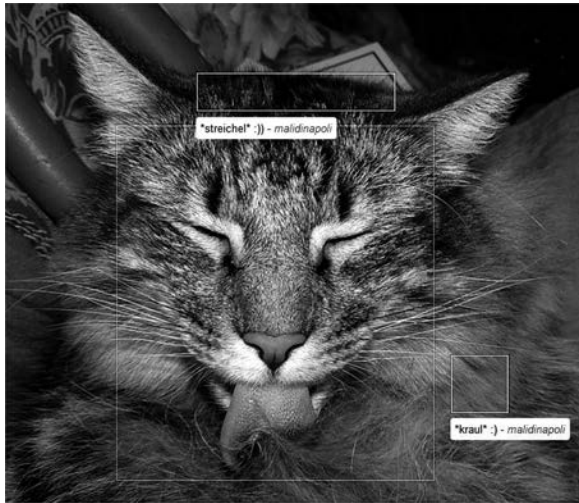 *streichel* :)) - malidinapoli
*kraul* :) - malidinapoli